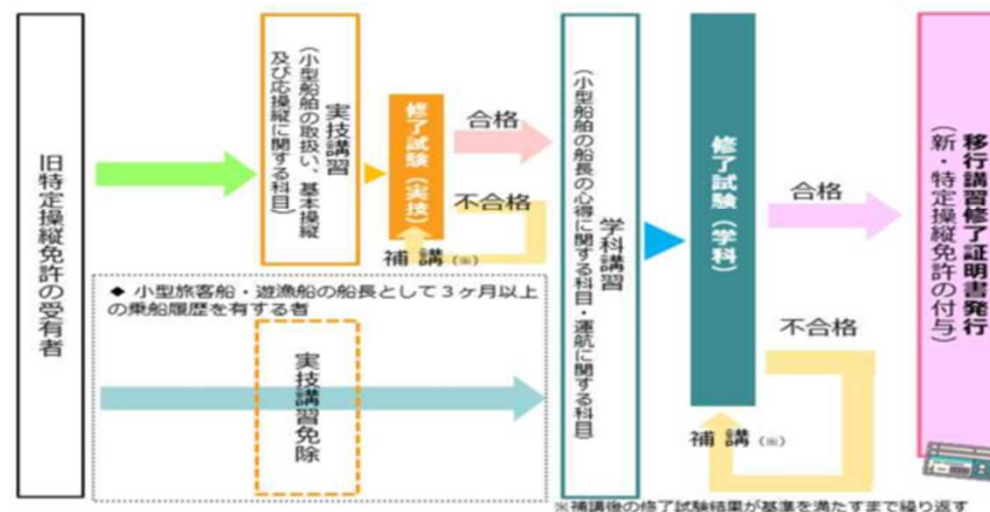 旧特定操縦免許の受有者
実技講習
(小型船舶の取扱い、基本操縦
及び応操縦に関する科目)
修了試験(実技)
合格
不合格
補講(※)
◆ 小型旅客船・遊漁船の船長として3ヶ月以上
の乗船履歴を有する者
実技講習免除
学科講習
(小型船舶の船長の心得に関する科目・運航に関する科目)
修了試験(学科)
合格
不合格
補講(※)
移行講習修了証明書発行
(新・特定操縦免許の付与)
※補講後の修了試験結果が基準を満たすまで繰り返す